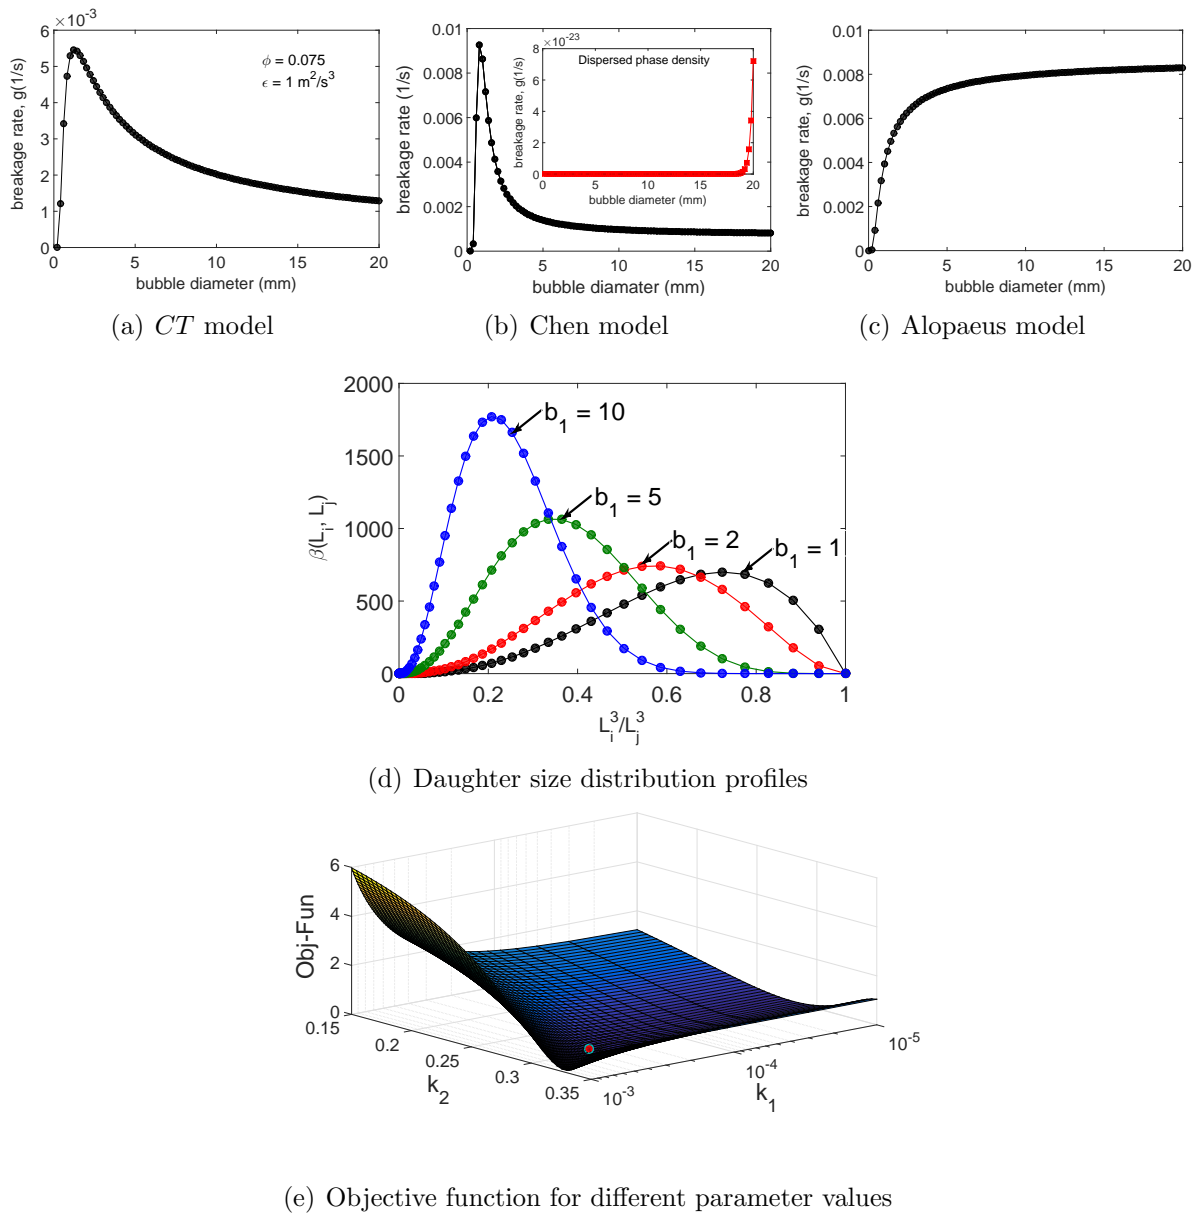 ×10⁻³
6
5
4
3
2
1
0
0 5 10 15 20
breakage rate, g(1/s)
bubble diameter (mm)
ϕ = 0.075
ϵ = 1 m²/s³
(a) CT model
0.01
0.008
0.006
0.004
0.002
0
0 5 10 15 20
breakage rate (1/s)
bubble diamater (mm)
×10⁻²³
8
6
4
2
0
0 5 10 15 20
Dispersed phase density
breakage rate, g(1/s)
bubble diameter (mm)
(b) Chen model
0.01
0.008
0.006
0.004
0.002
0
0 5 10 15 20
breakage rate, g(1/s)
bubble diameter (mm)
(c) Alopaeus model
2000
1500
1000
500
0
0 0.2 0.4 0.6 0.8 1
β(L_i, L_j)
b₁ = 10
b₁ = 5
b₁ = 2
b₁ = 1
L_i³/L_j³
(d) Daughter size distribution profiles
6
4
2
0
Obj-Fun
0.15
0.2
0.25
0.3
0.35
k₂
10⁻³
10⁻⁴
10⁻⁵
k₁
(e) Objective function for different parameter values